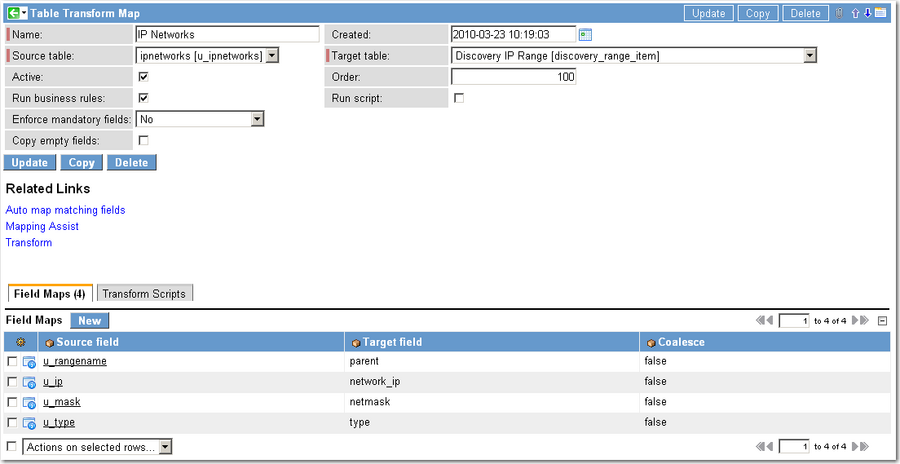 Table Transform Map Update Copy Delete
Name: IP Networks Created: 2010-03-23 10:19:03
Source table: ipnetworks [u_ipnetworks] Target table: Discovery IP Range [discovery_range_item]
Active: Order: 100
Run business rules: Run script:
Enforce mandatory fields: No
Copy empty fields:
Update Copy Delete
Related Links
Auto map matching fields
Mapping Assist
Transform
Field Maps (4) Transform Scripts
Field Maps New 1 to 4 of 4
Source field Target field Coalesce
u_rangename parent false
u_ip network_ip false
u_mask netmask false
u_type type false
Actions on selected rows... 1 to 4 of 4